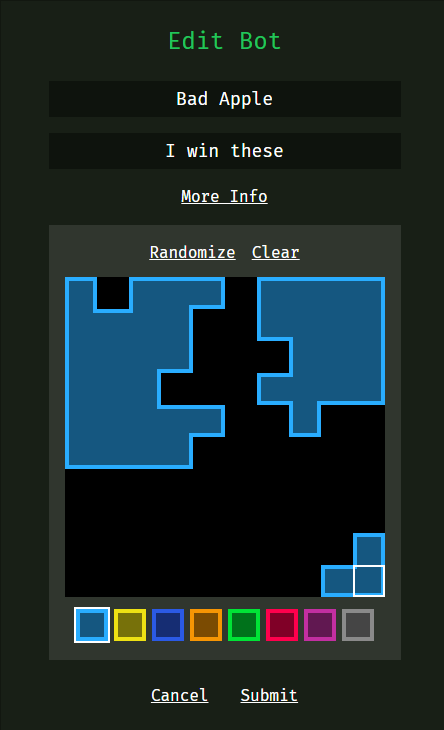 Edit Bot
Bad Apple
I win these
More Info
Randomize Clear
Cancel Submit